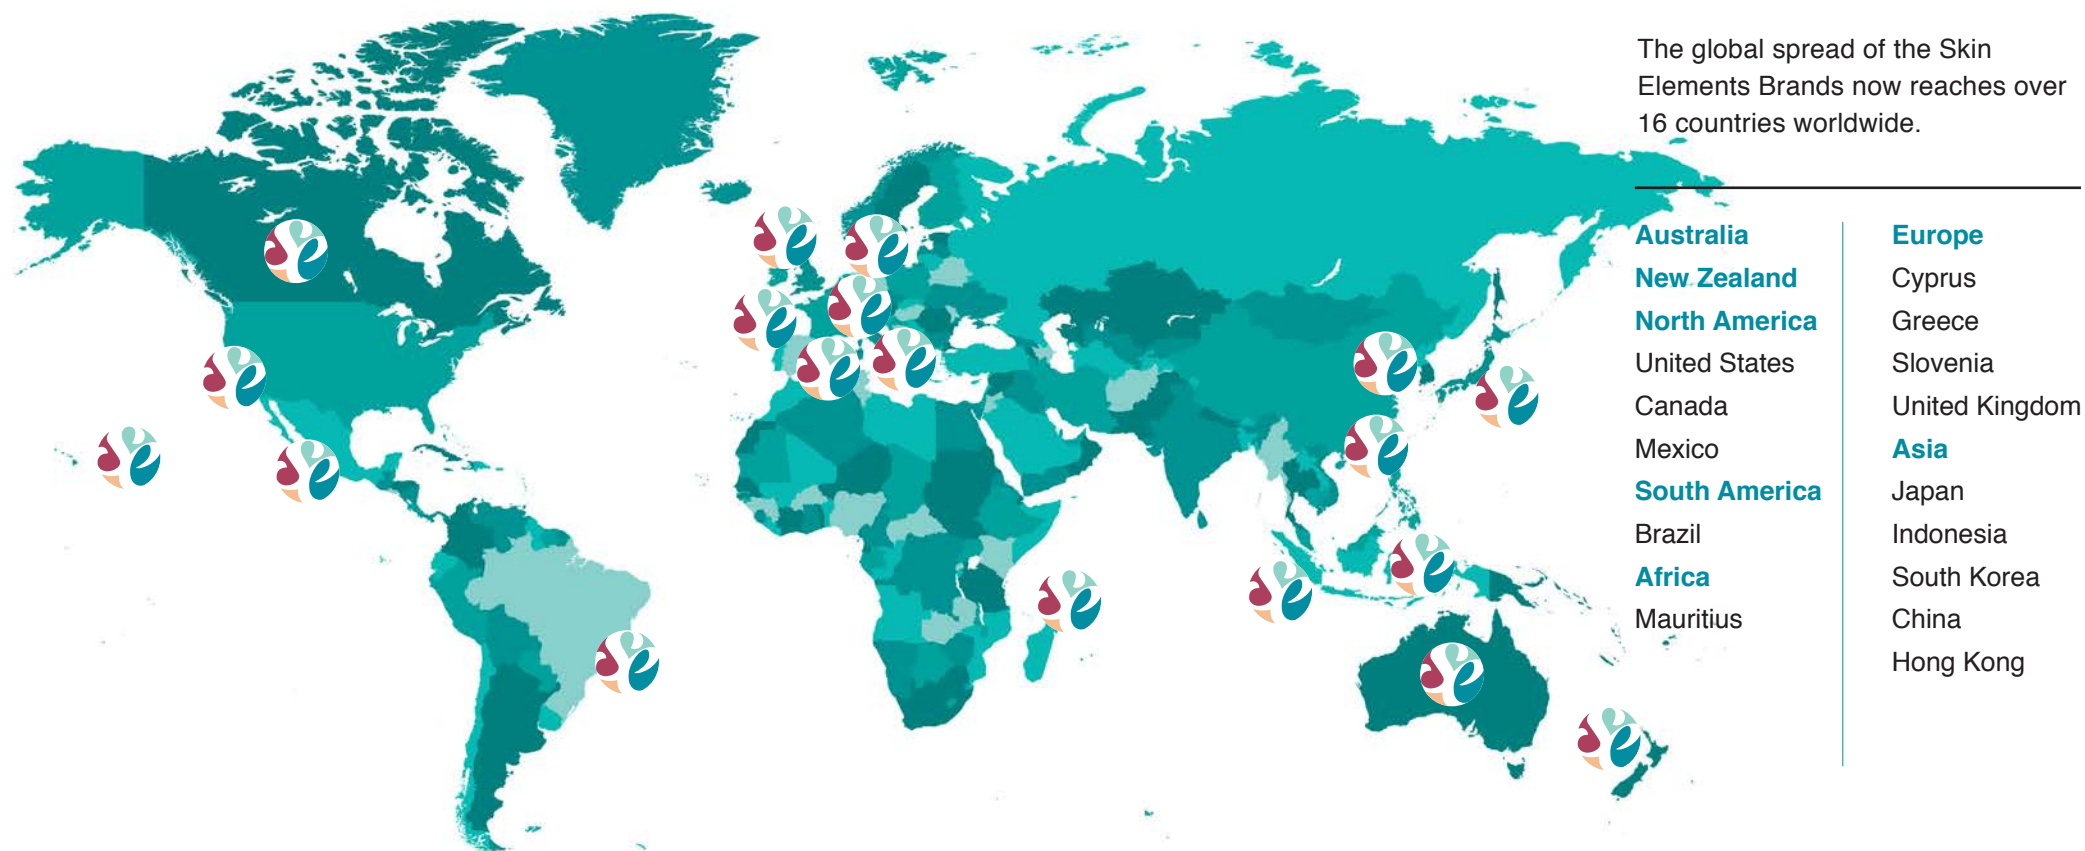 The global spread of the Skin
Elements Brands now reaches over
16 countries worldwide.
Australia
New Zealand
North America
United States
Canada
Mexico
South America
Brazil
Africa
Mauritius
Europe
Cyprus
Greece
Slovenia
United Kingdom
Asia
Japan
Indonesia
South Korea
China
Hong Kong